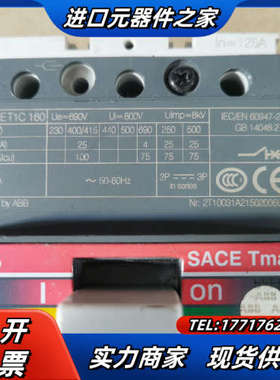 进口元器件之家
In=125A
ET1C 160
Ue=690V
Ui=800V
Uimp=8kV
IEC/EN 60947-2
GB 14048.2
230 400/415 440 500 690 250 500
25 4 25 25
100 75 75 75
by ABB
50-60Hz
2P 3P
in series
SACE Tma
I on
ABB
TEL:1771762
开
票
实力商家 现货供